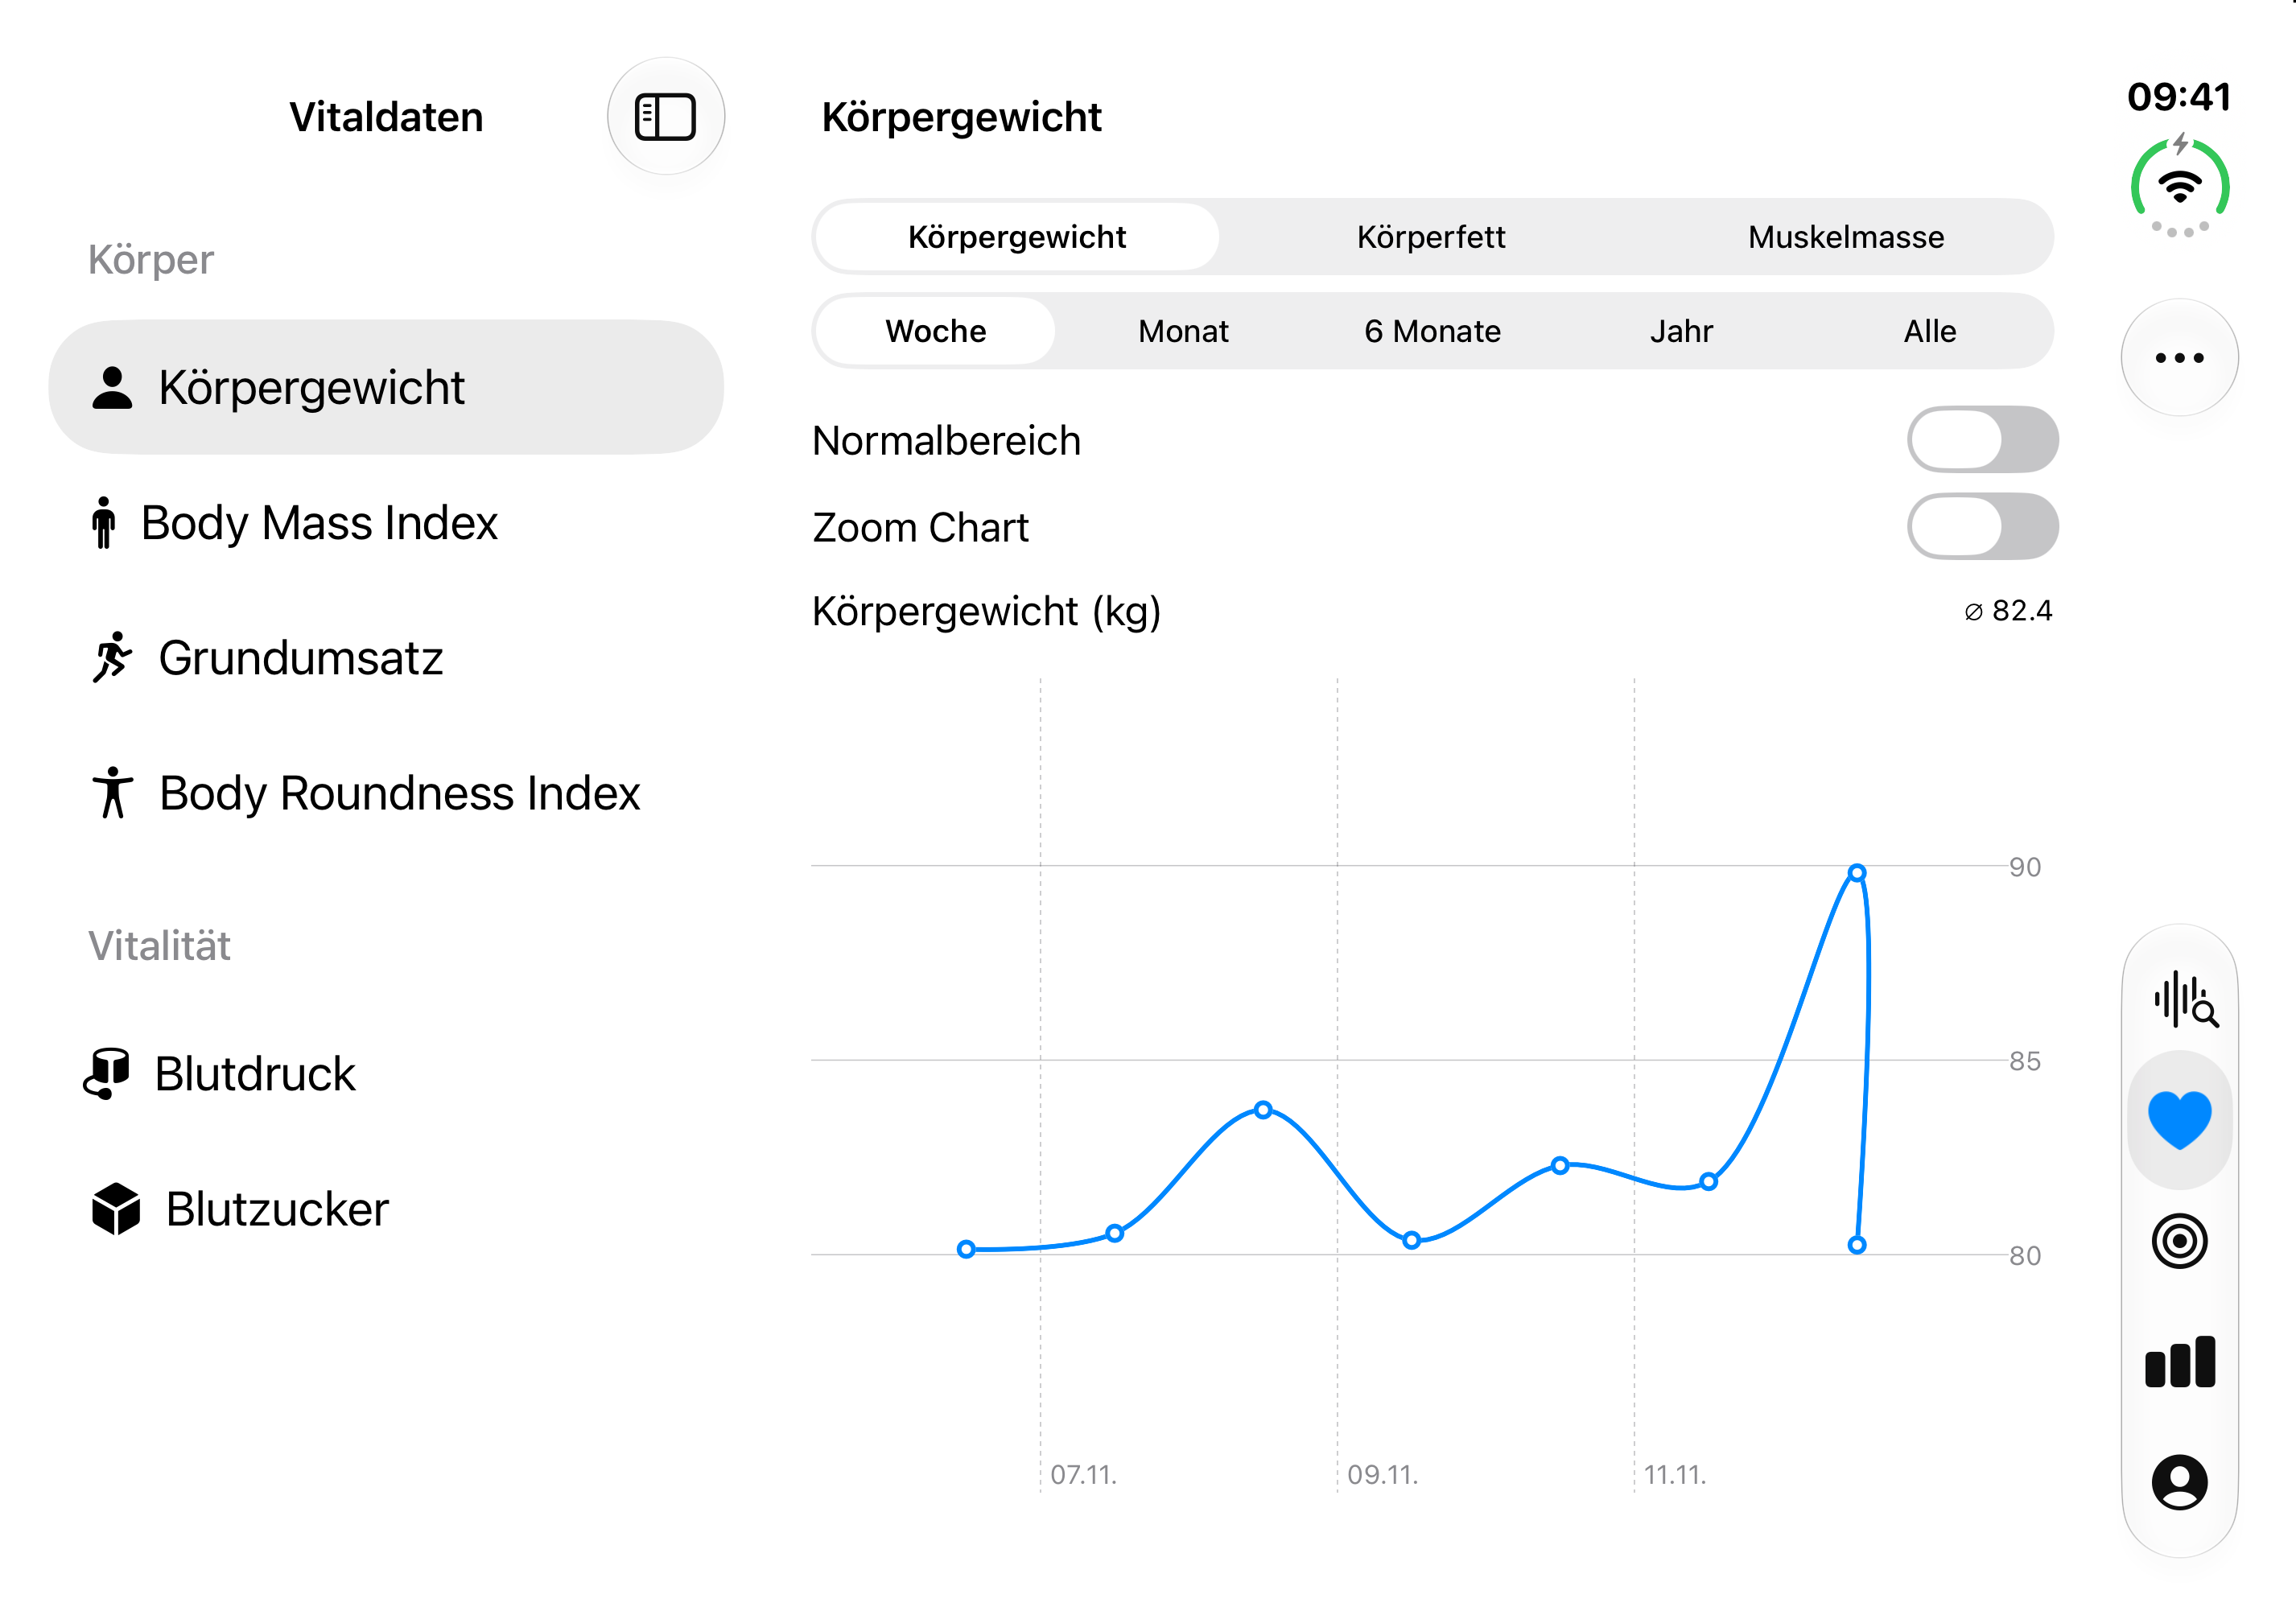 Vitaldaten
Körper
Körpergewicht
Body Mass Index
Grundumsatz
Body Roundness Index
Vitalität
Blutdruck
Blutzucker
Körpergewicht
Körpergewicht Körperfett Muskelmasse
Woche Monat 6 Monate Jahr Alle
Normalbereich
Zoom Chart
Körpergewicht (kg) ⌀ 82.4
90
85
80
07.11. 09.11. 11.11.
09:41